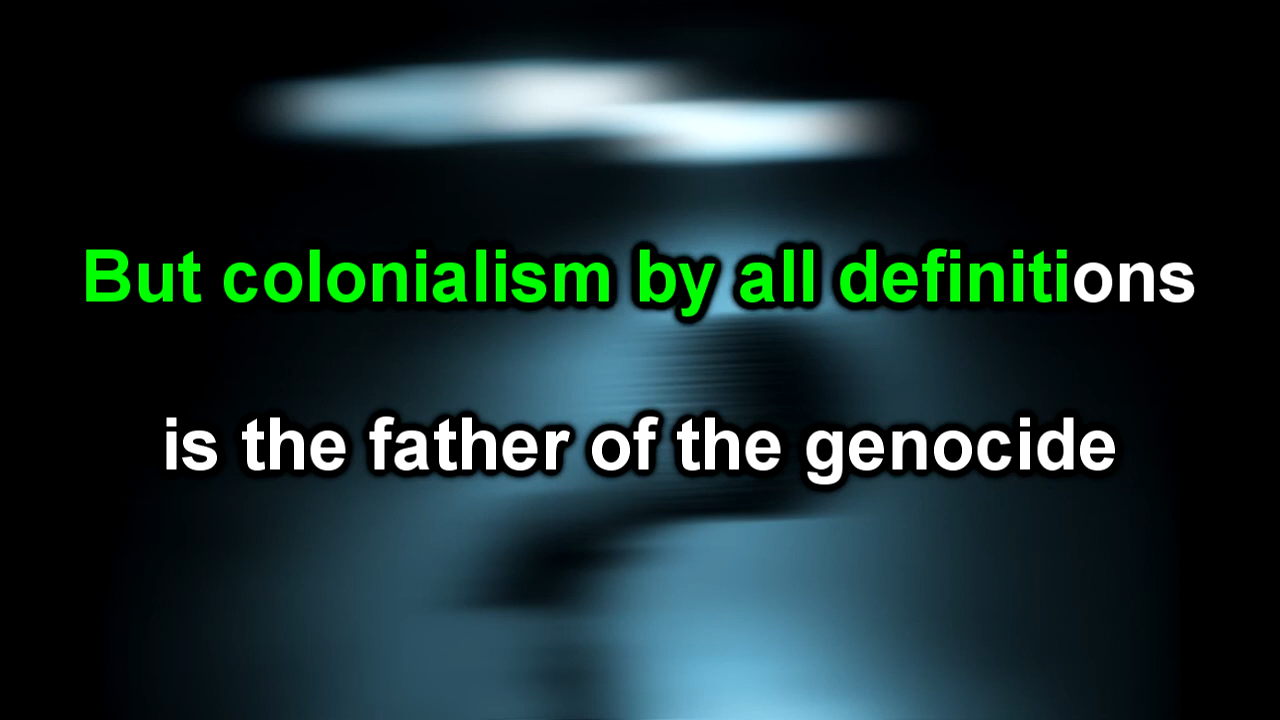 But colonialism by all definitions
is the father of the genocide